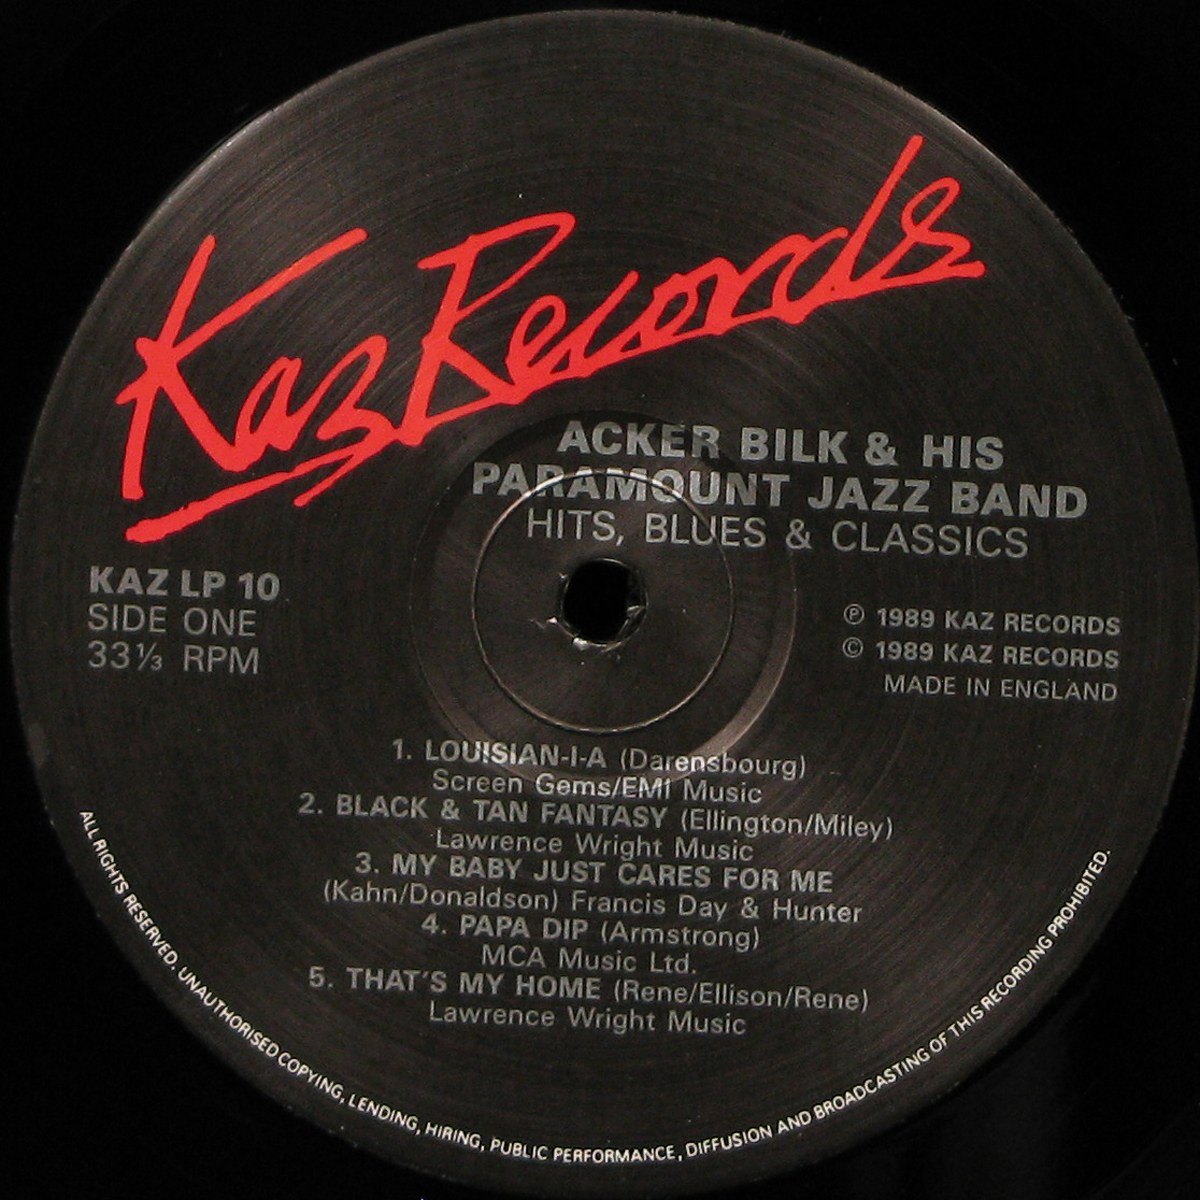 Kaz Records
ACKER BILK & HIS
PARAMOUNT JAZZ BAND
HITS, BLUES & CLASSICS
KAZ LP 10
SIDE ONE
33⅓ RPM
℗ 1989 KAZ RECORDS
© 1989 KAZ RECORDS
MADE IN ENGLAND
1. LOUISIAN-I-A (Darensbourg)
Screen Gems/EMI Music
2. BLACK & TAN FANTASY (Ellington/Miley)
Lawrence Wright Music
3. MY BABY JUST CARES FOR ME
(Kahn/Donaldson) Francis Day & Hunter
4. PAPA DIP (Armstrong)
MCA Music Ltd.
5. THAT'S MY HOME (Rene/Ellison/Rene)
Lawrence Wright Music
ALL RIGHTS RESERVED. UNAUTHORISED COPYING, LENDING, HIRING, PUBLIC PERFORMANCE, DIFFUSION AND BROADCASTING OF THIS RECORDING PROHIBITED.